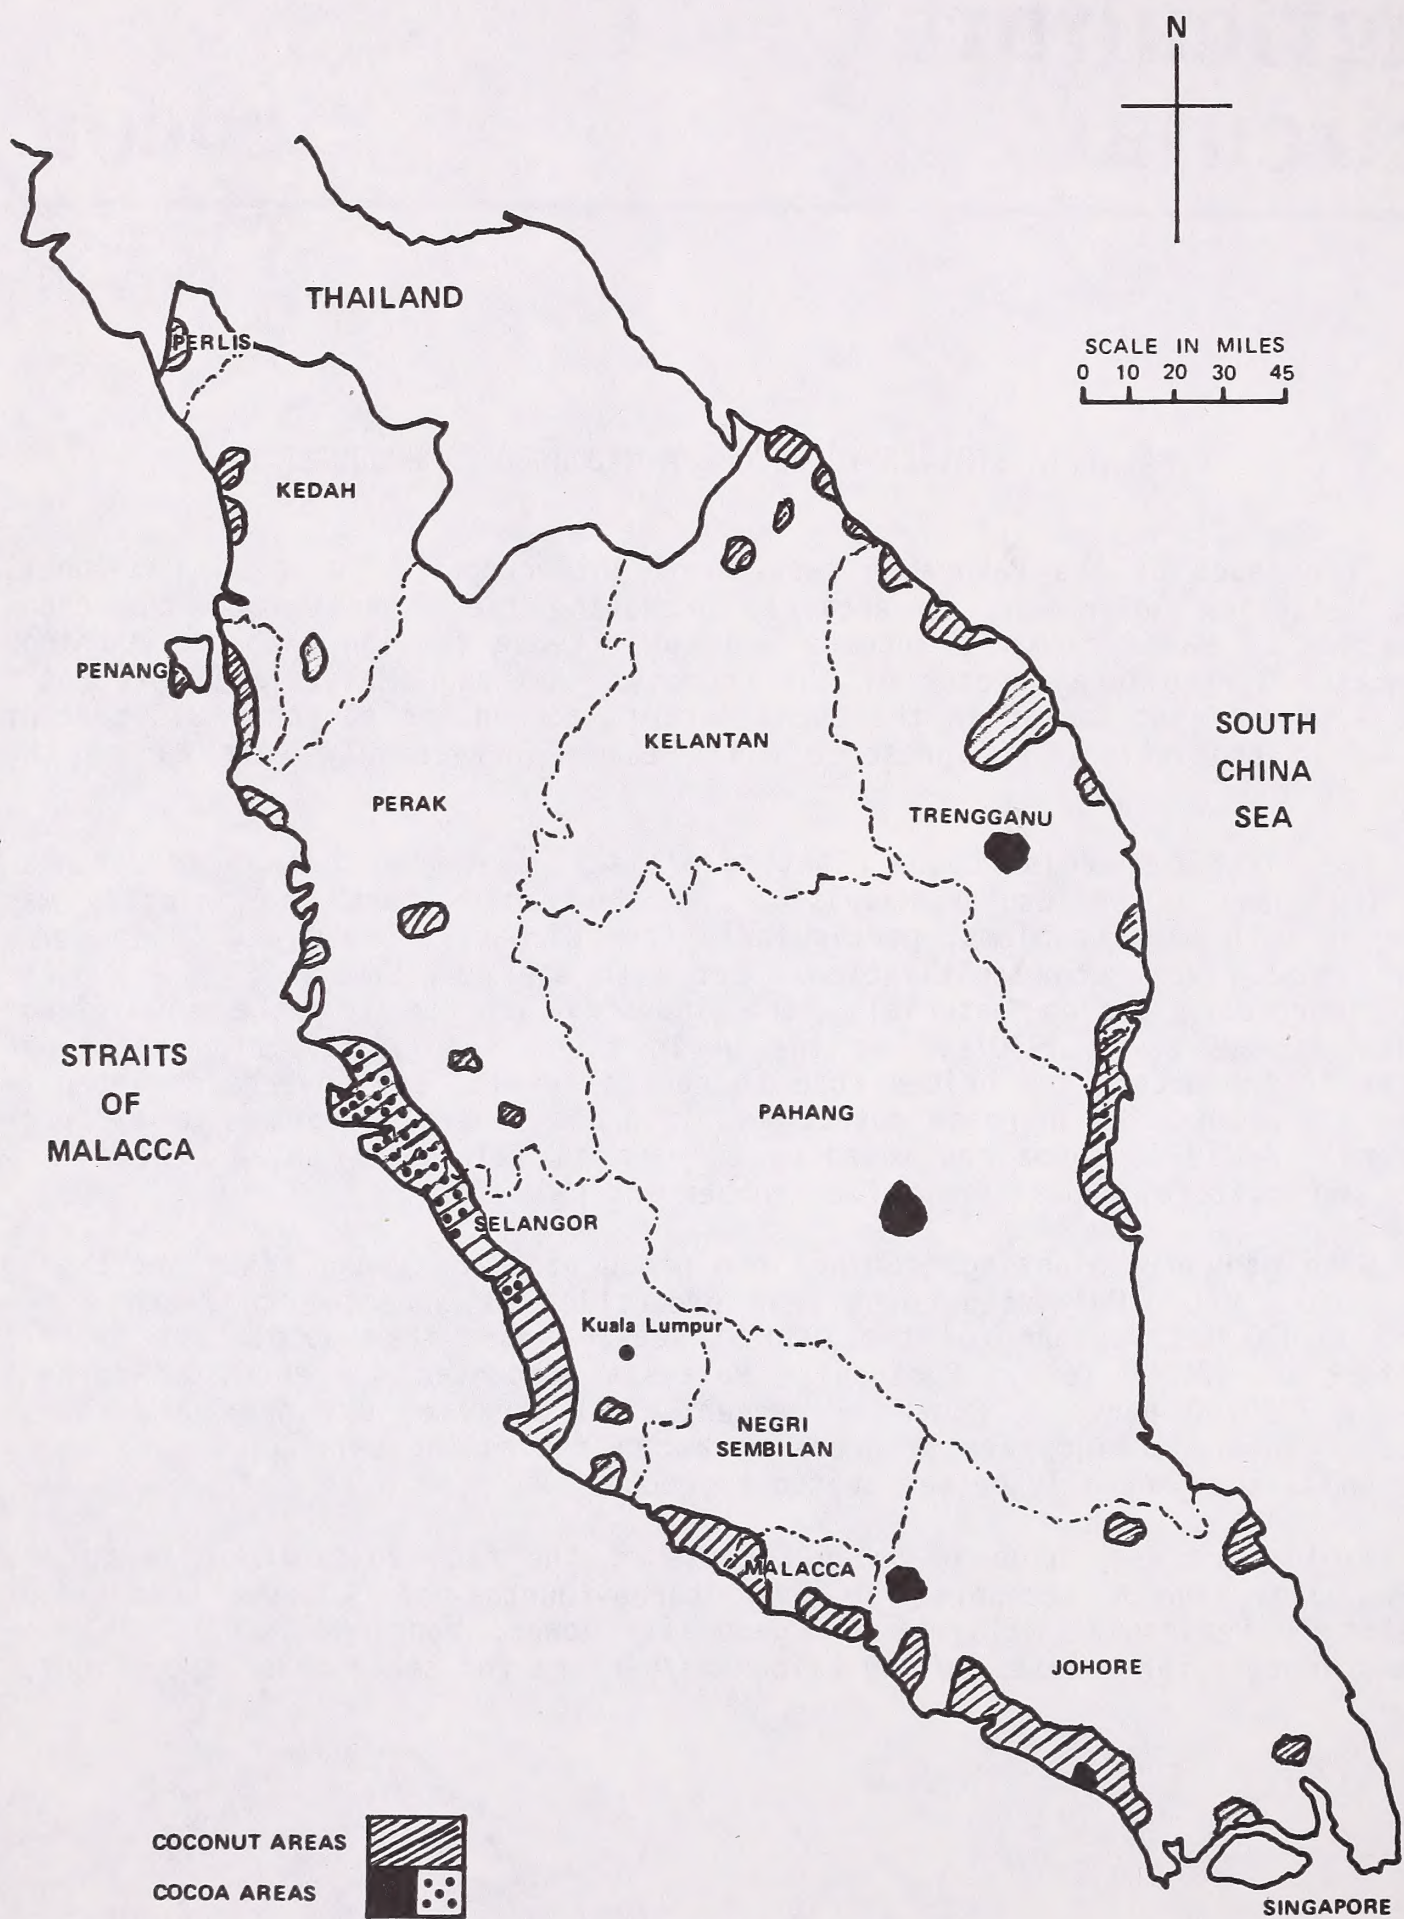 N
THAILAND
PERLIS
SCALE IN MILES
0 10 20 30 45
KEDAH
PENANG
KELANTAN
SOUTH
CHINA
SEA
PERAK
TRENGGANU
STRAITS
OF
MALACCA
PAHANG
SELANGOR
Kuala Lumpur
NEGRI
SEMBILAN
MALACCA
JOHORE
COCONUT AREAS
COCOA AREAS
SINGAPORE